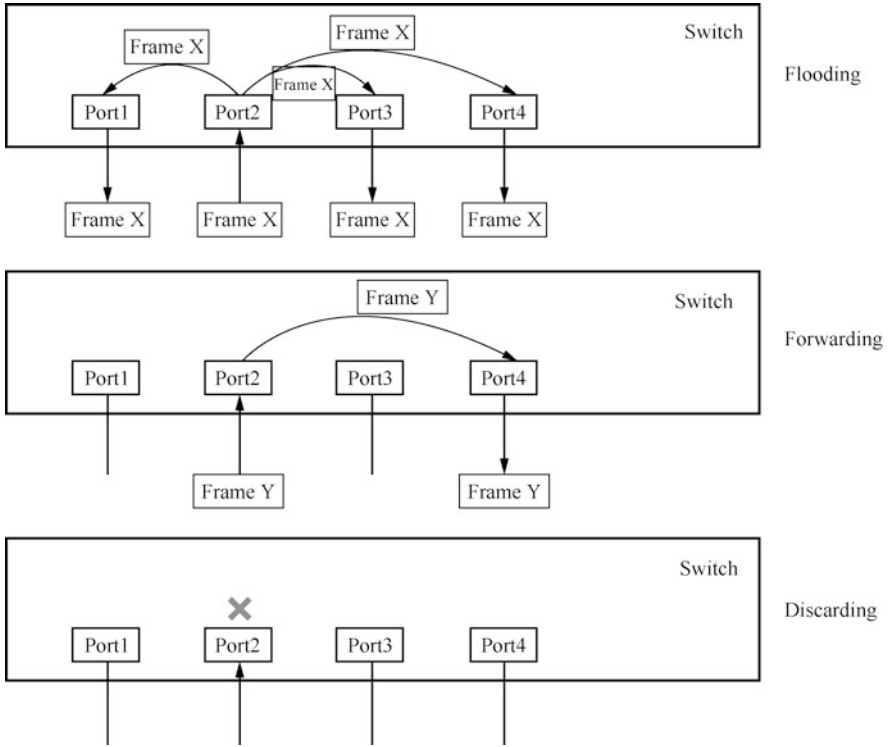 Frame X
Frame X
Switch
Frame X
Flooding
Port1
Port2
Port3
Port4
Frame X
Frame X
Frame X
Frame X
Switch
Frame Y
Forwarding
Port1
Port2
Port3
Port4
Frame Y
Frame Y
Switch
Discarding
Port1
Port2
Port3
Port4